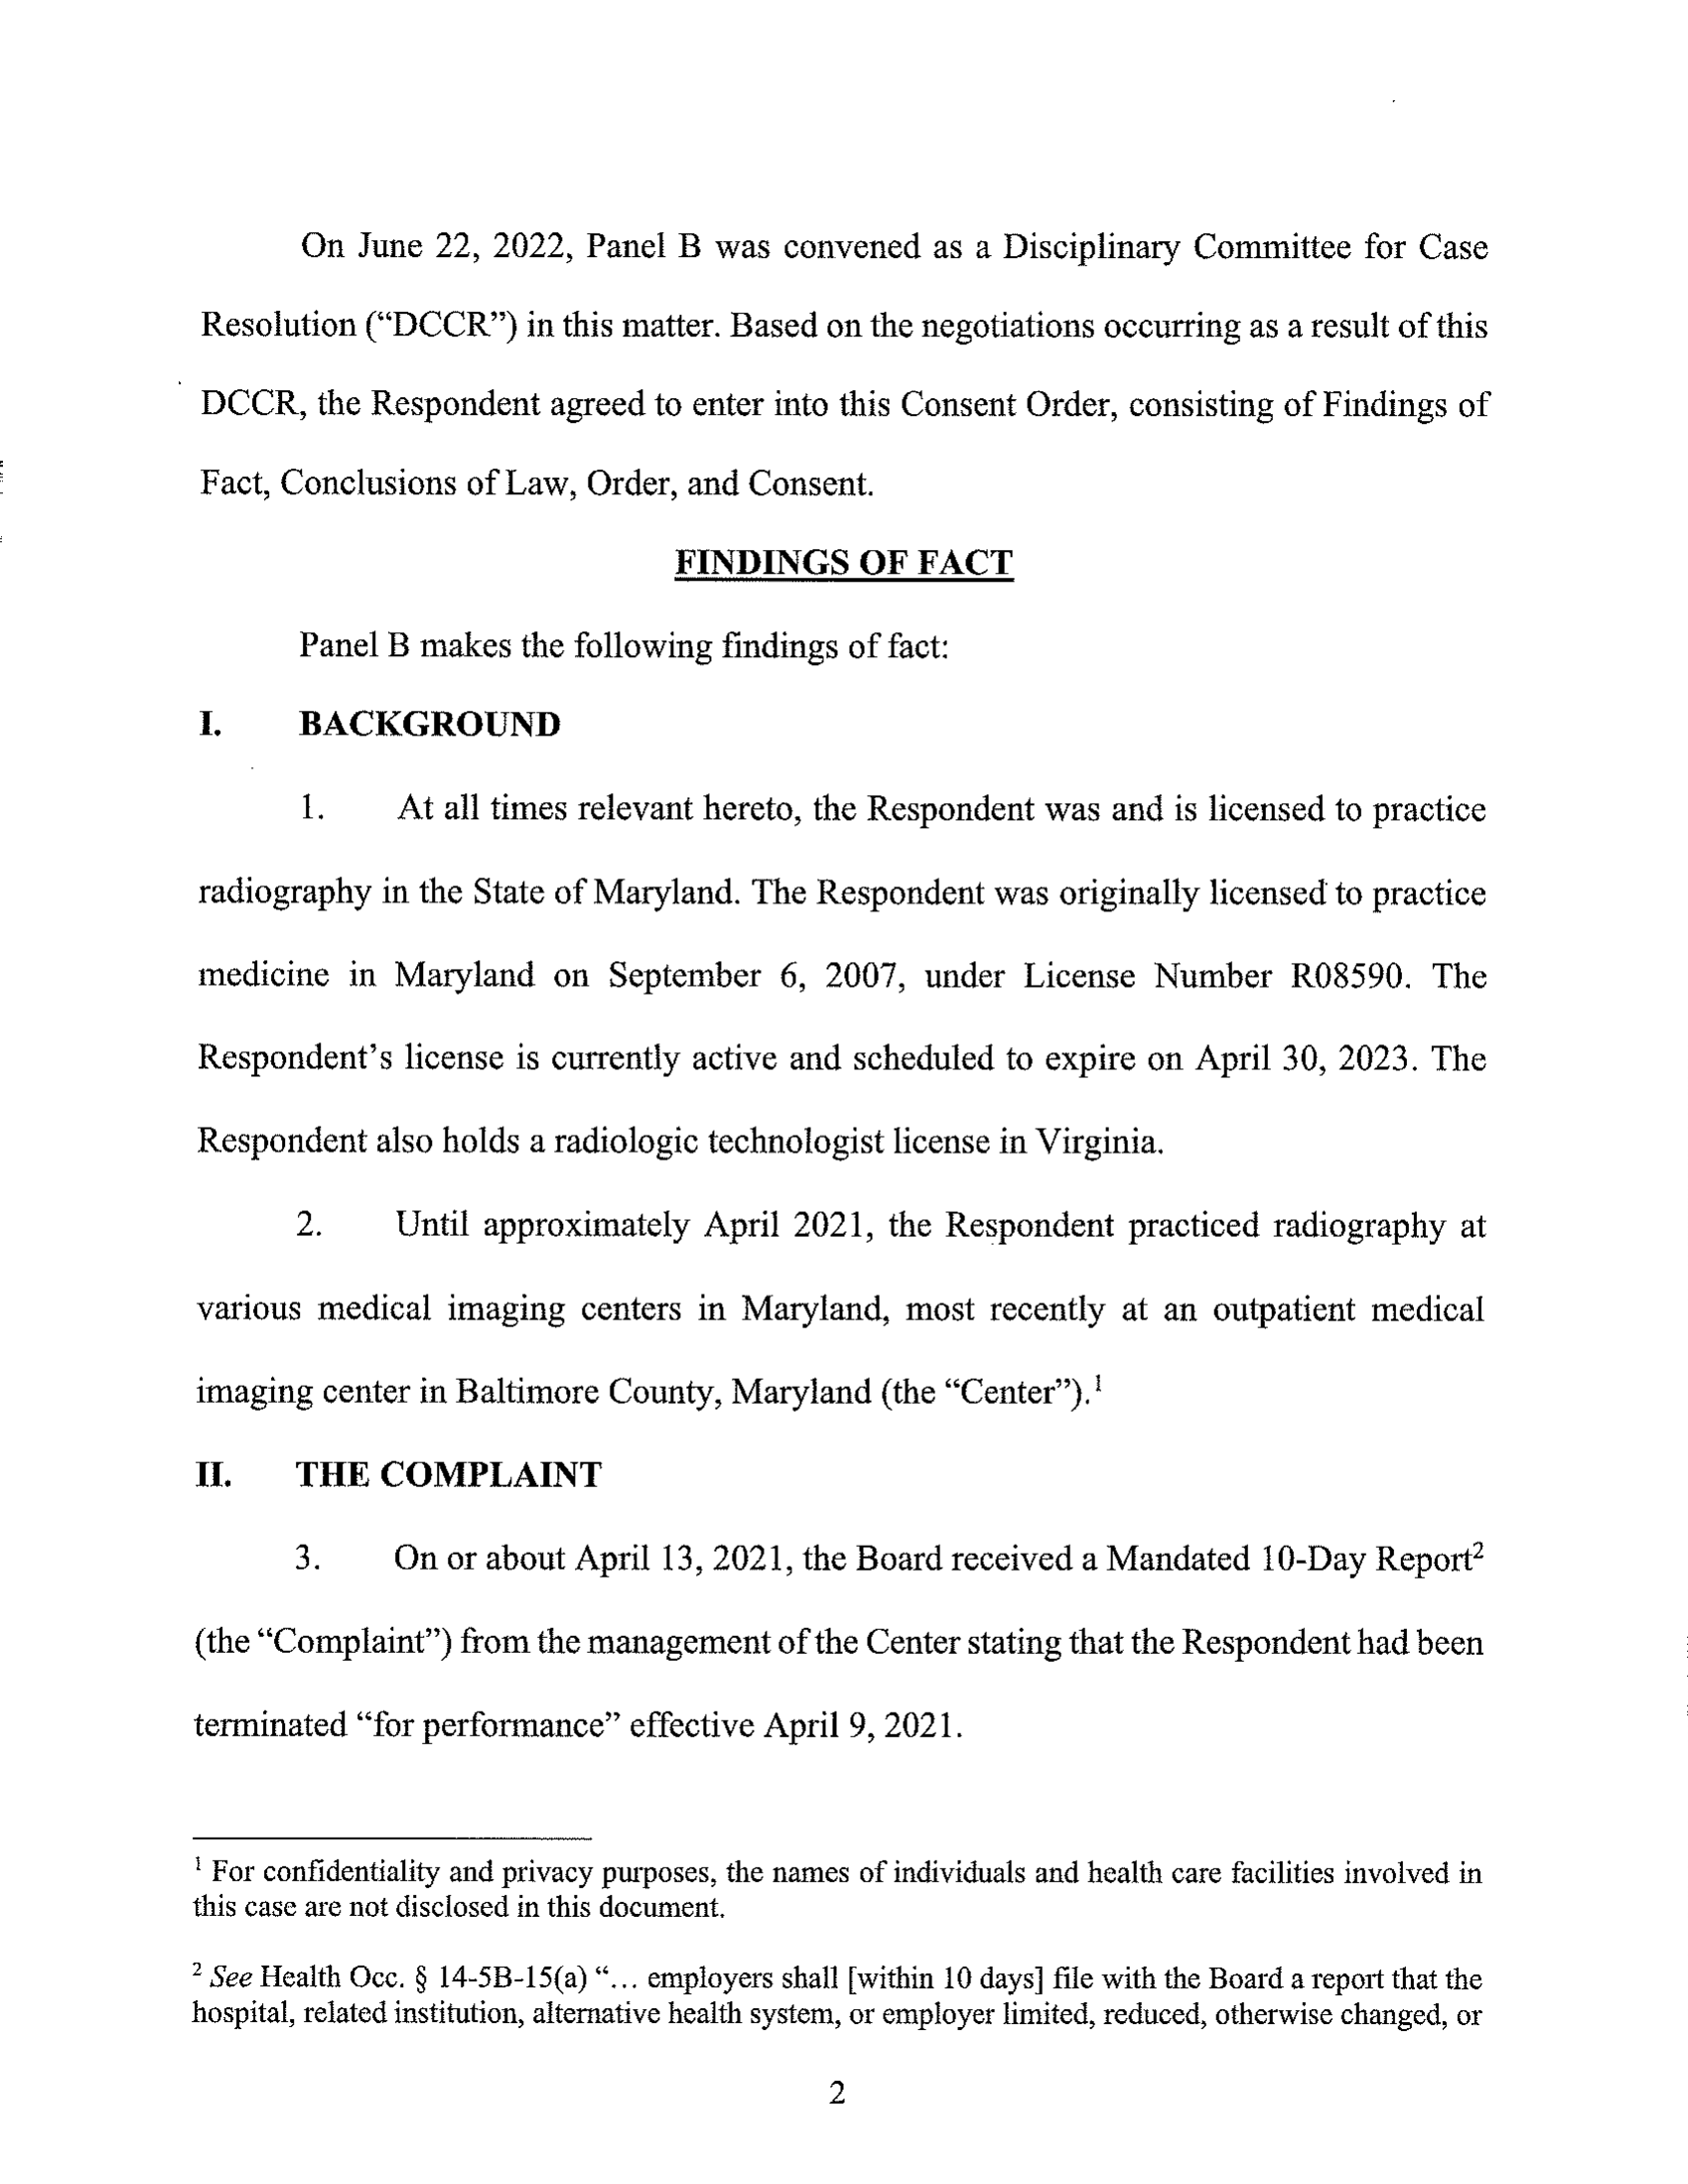 On June 22, 2022, Panel B was convened as a Disciplinary Committee for Case
Resolution (“DCCR”) in this matter. Based on the negotiations occurring as a result of this
DCCR, the Respondent agreed to enter into this Consent Order, consisting of Findings of
Fact, Conclusions of Law, Order, and Consent.
FINDINGS OF FACT
Panel B makes the following findings of fact:
I. BACKGROUND
1. At all times relevant hereto, the Respondent was and is licensed to practice
radiography in the State of Maryland. The Respondent was originally licensed to practice
medicine in Maryland on September 6, 2007, under License Number R08590. The
Respondent’s license is currently active and scheduled to expire on April 30, 2023. The
Respondent also holds a radiologic technologist license in Virginia.
2. Until approximately April 2021, the Respondent practiced radiography at
various medical imaging centers in Maryland, most recently at an outpatient medical
imaging center in Baltimore County, Maryland (the “Center”).¹
II. THE COMPLAINT
3. On or about April 13, 2021, the Board received a Mandated 10-Day Report²
(the “Complaint”) from the management of the Center stating that the Respondent had been
terminated “for performance” effective April 9, 2021.
¹ For confidentiality and privacy purposes, the names of individuals and health care facilities involved in
this case are not disclosed in this document.
² See Health Occ. § 14-5B-15(a) “… employers shall [within 10 days] file with the Board a report that the
hospital, related institution, alternative health system, or employer limited, reduced, otherwise changed, or
2